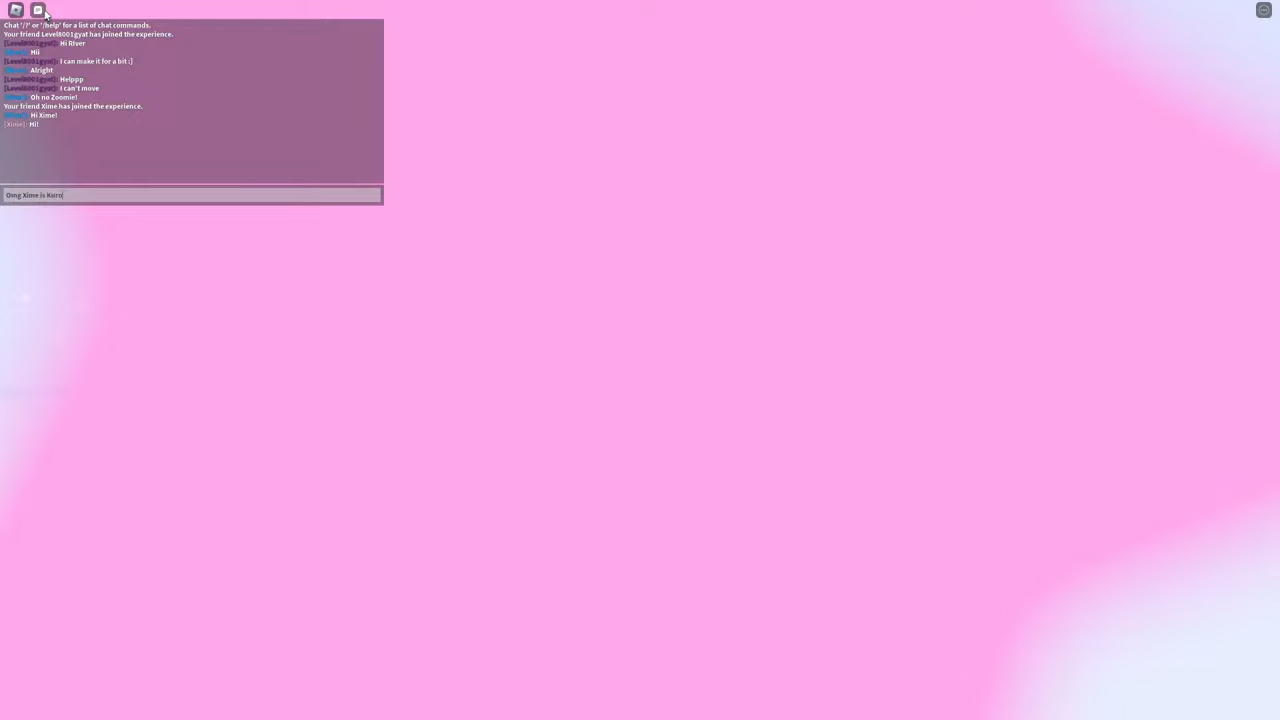 Chat '/?' or '/help' for a list of chat commands.
Your friend Level8001gyat has joined the experience.
[Level8001gyat]: Hi RIver
Hii
[Level8001gyat]: I can make it for a bit :]
Alright
[Level8001gyat]: Helppp
[Level8001gyat]: I can't move
Oh no Zoomie!
Your friend Xime has joined the experience.
Hi Xime!
[Xime]: Hi!
Omg Xime is Kuro